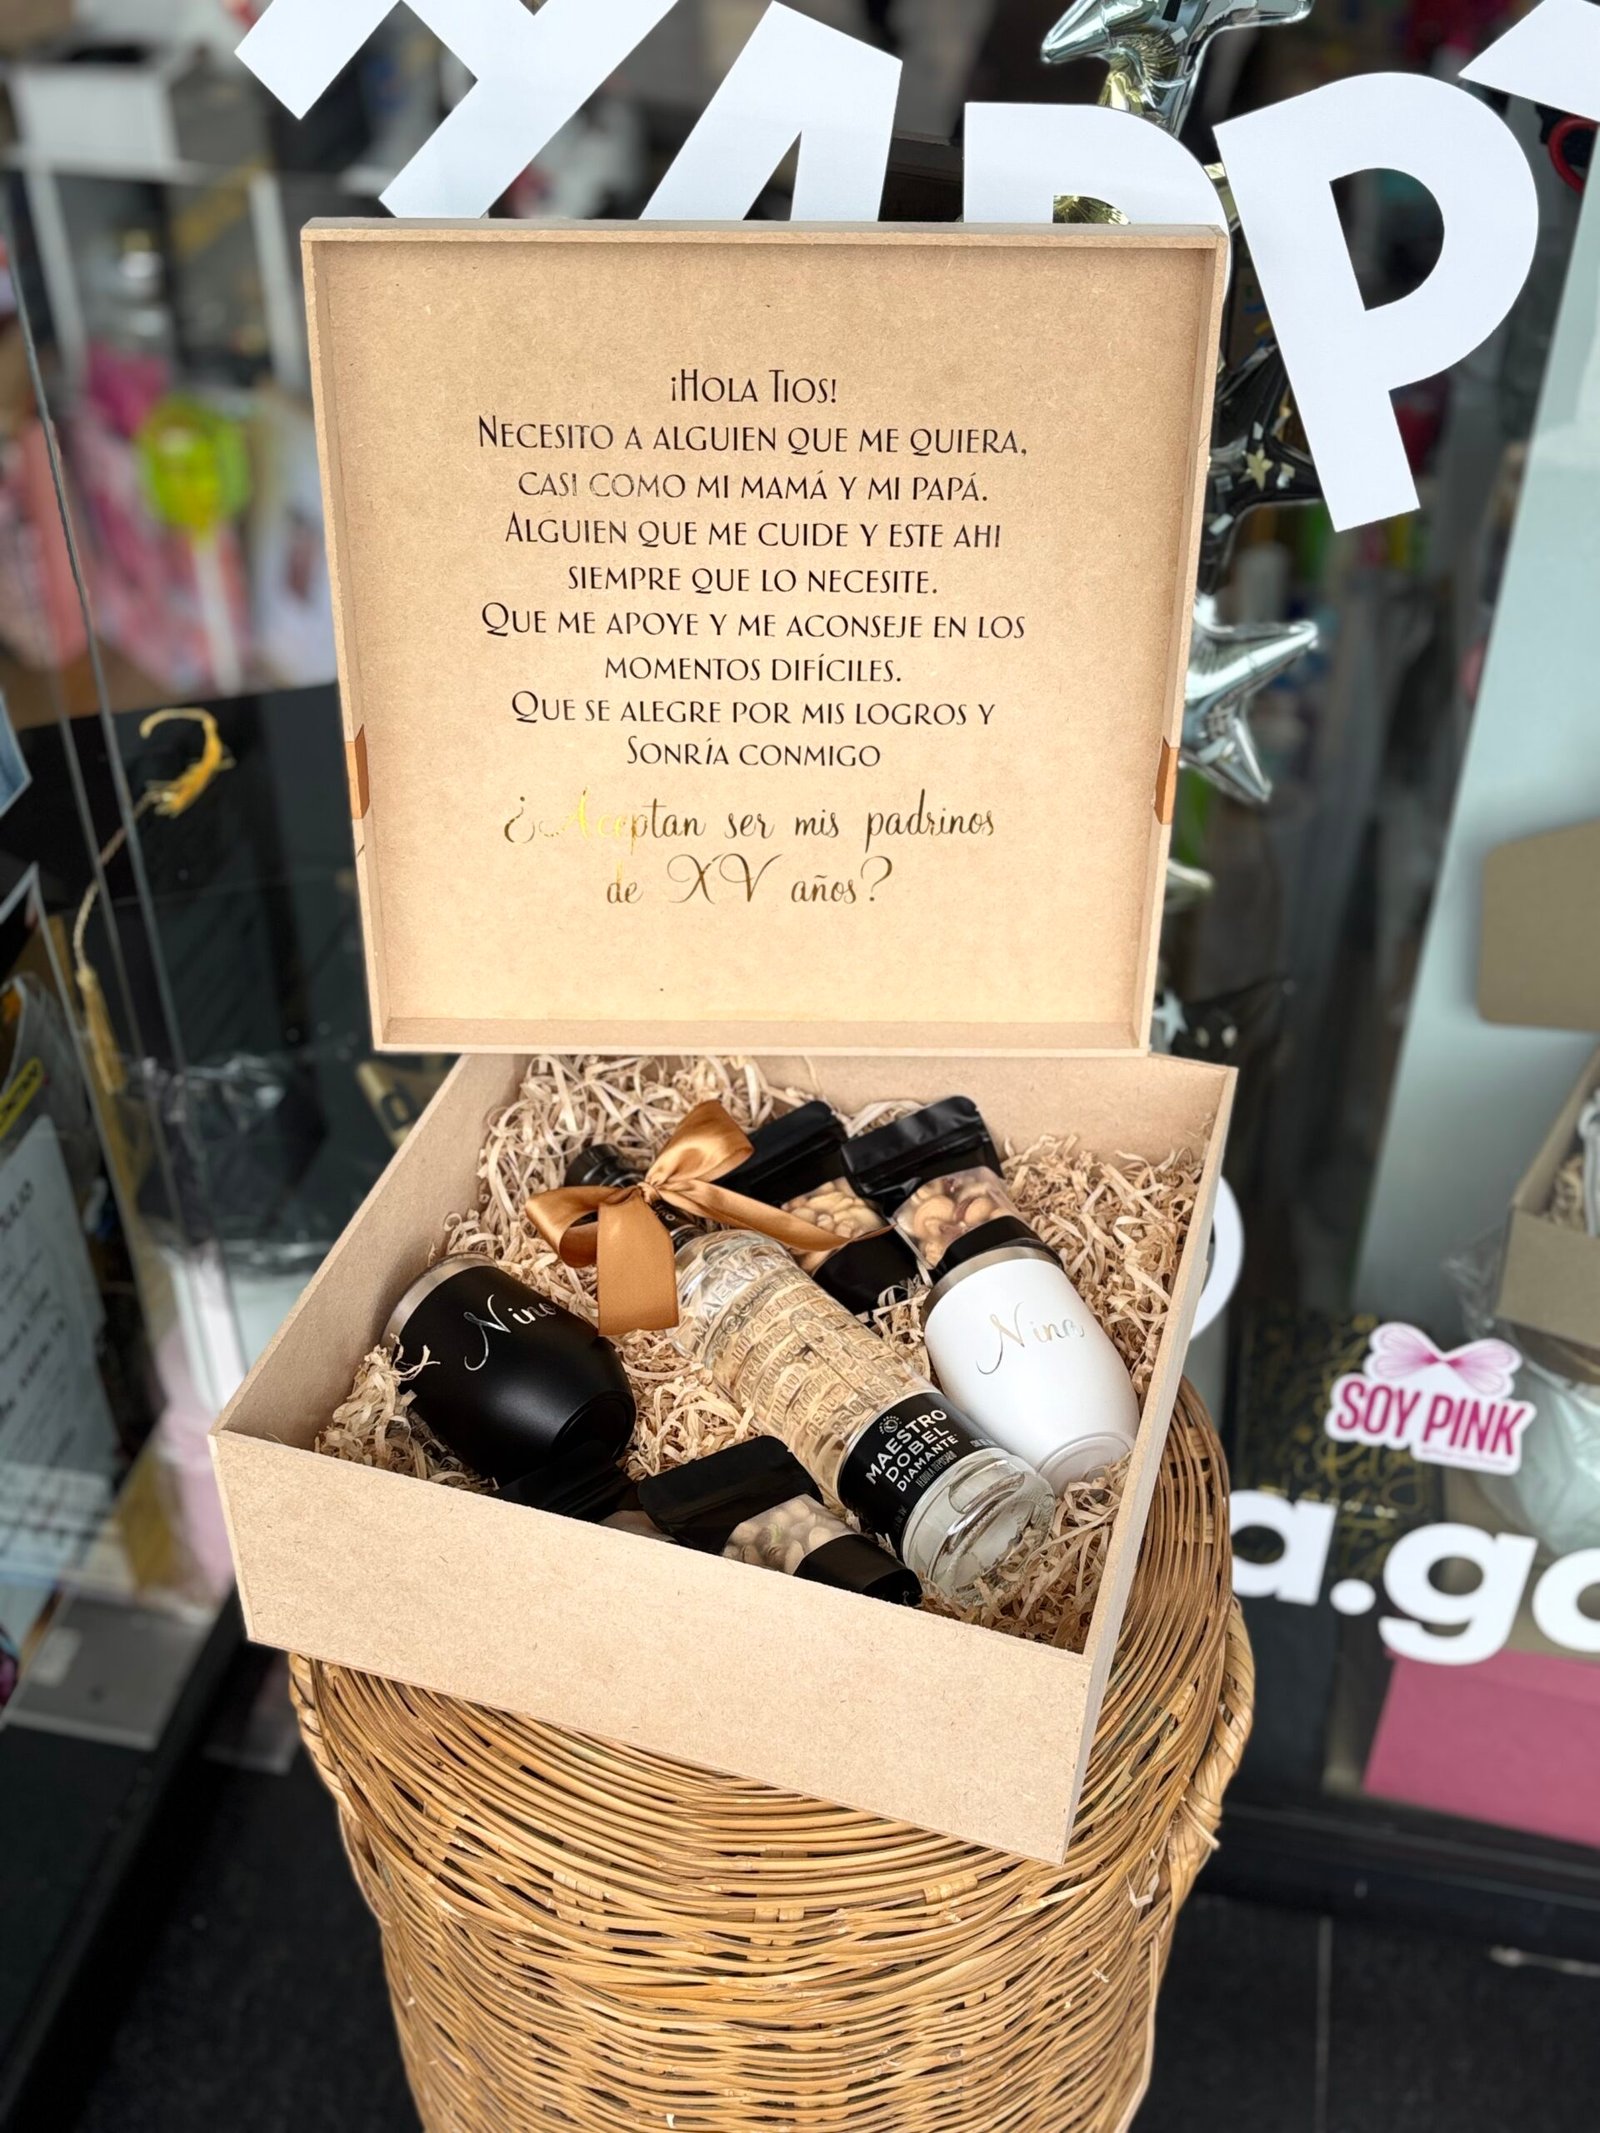 ¡Hola Tios!
Necesito a alguien que me quiera,
casi como mi mamá y mi papá.
Alguien que me cuide y este ahi
siempre que lo necesite.
Que me apoye y me aconseje en los
momentos difíciles.
Que se alegre por mis logros y
Sonría conmigo
¿Aceptan ser mis padrinos
de XV años?
Nino
Nina
MAESTRO
DOBEL
DIAMANTE
SOY PINK
a.go
JULIO